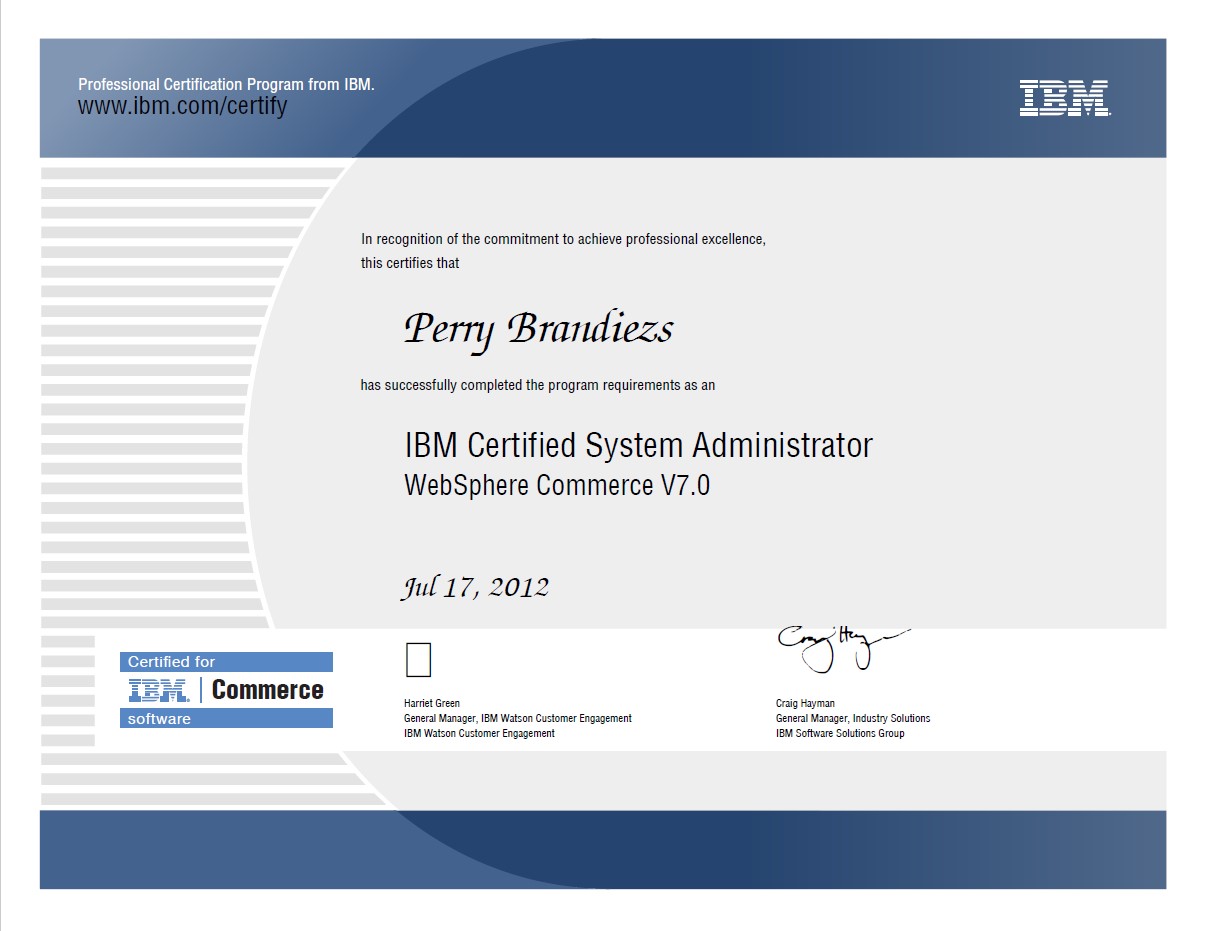 Professional Certification Program from IBM.
www.ibm.com/certify
IBM
In recognition of the commitment to achieve professional excellence,
this certifies that
Perry Brandiezs
has successfully completed the program requirements as an
IBM Certified System Administrator
WebSphere Commerce V7.0
Jul 17, 2012
Certified for
IBM | Commerce
software
Craig Hayman
Harriet Green
General Manager, IBM Watson Customer Engagement
IBM Watson Customer Engagement
Craig Hayman
General Manager, Industry Solutions
IBM Software Solutions Group